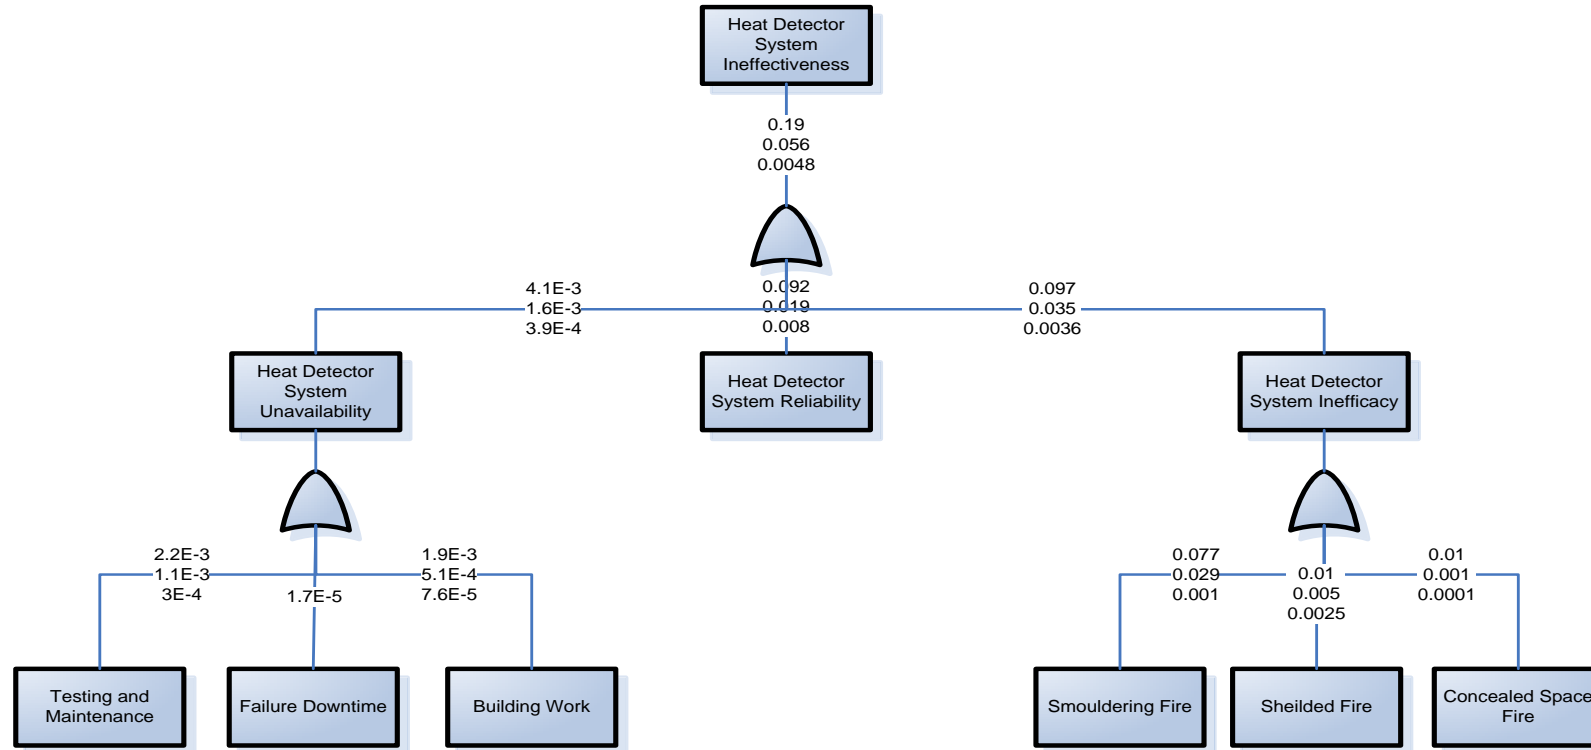 Heat Detector
System
Ineffectiveness
0.19
0.056
0.0048
4.1E-3
1.6E-3
3.9E-4
0.092
0.019
0.008
0.097
0.035
0.0036
Heat Detector
System
Unavailability
Heat Detector
System Reliability
Heat Detector
System Inefficacy
2.2E-3
1.1E-3
3E-4
1.7E-5
1.9E-3
5.1E-4
7.6E-5
0.077
0.029
0.001
0.01
0.005
0.0025
0.01
0.001
0.0001
Testing and
Maintenance
Failure Downtime
Building Work
Smouldering Fire
Sheilded Fire
Concealed Space
Fire